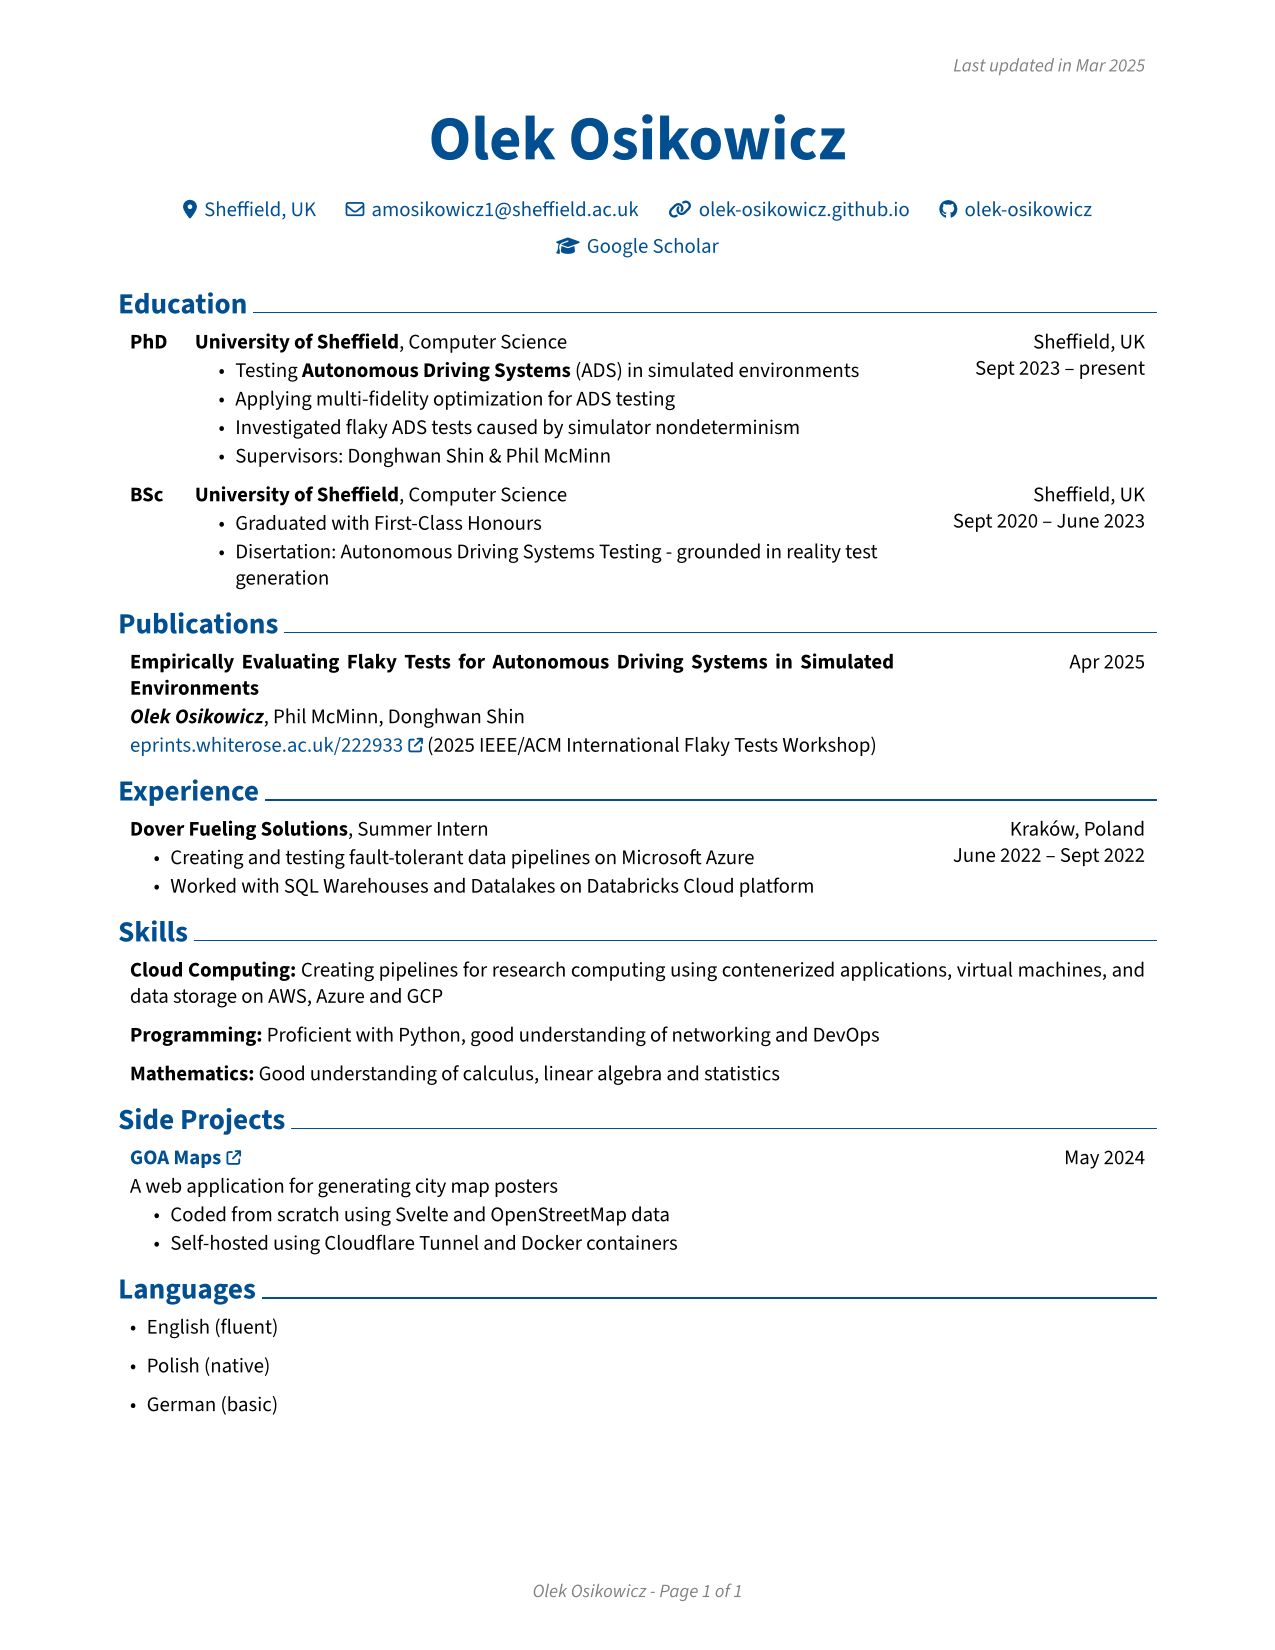 Last updated in Mar 2025
Olek Osikowicz
Sheffield, UK amosikowicz1@sheffield.ac.uk olek-osikowicz.github.io olek-osikowicz
Google Scholar
Education
PhD University of Sheffield, Computer Science Sheffield, UK
• Testing Autonomous Driving Systems (ADS) in simulated environments Sept 2023 – present
• Applying multi-fidelity optimization for ADS testing
• Investigated flaky ADS tests caused by simulator nondeterminism
• Supervisors: Donghwan Shin & Phil McMinn
BSc University of Sheffield, Computer Science Sheffield, UK
• Graduated with First-Class Honours Sept 2020 – June 2023
• Disertation: Autonomous Driving Systems Testing - grounded in reality test
generation
Publications
Empirically Evaluating Flaky Tests for Autonomous Driving Systems in Simulated Apr 2025
Environments
Olek Osikowicz, Phil McMinn, Donghwan Shin
eprints.whiterose.ac.uk/222933 (2025 IEEE/ACM International Flaky Tests Workshop)
Experience
Dover Fueling Solutions, Summer Intern Kraków, Poland
• Creating and testing fault-tolerant data pipelines on Microsoft Azure June 2022 – Sept 2022
• Worked with SQL Warehouses and Datalakes on Databricks Cloud platform
Skills
Cloud Computing: Creating pipelines for research computing using contenerized applications, virtual machines, and
data storage on AWS, Azure and GCP
Programming: Proficient with Python, good understanding of networking and DevOps
Mathematics: Good understanding of calculus, linear algebra and statistics
Side Projects
GOA Maps May 2024
A web application for generating city map posters
• Coded from scratch using Svelte and OpenStreetMap data
• Self-hosted using Cloudflare Tunnel and Docker containers
Languages
• English (fluent)
• Polish (native)
• German (basic)
Olek Osikowicz - Page 1 of 1